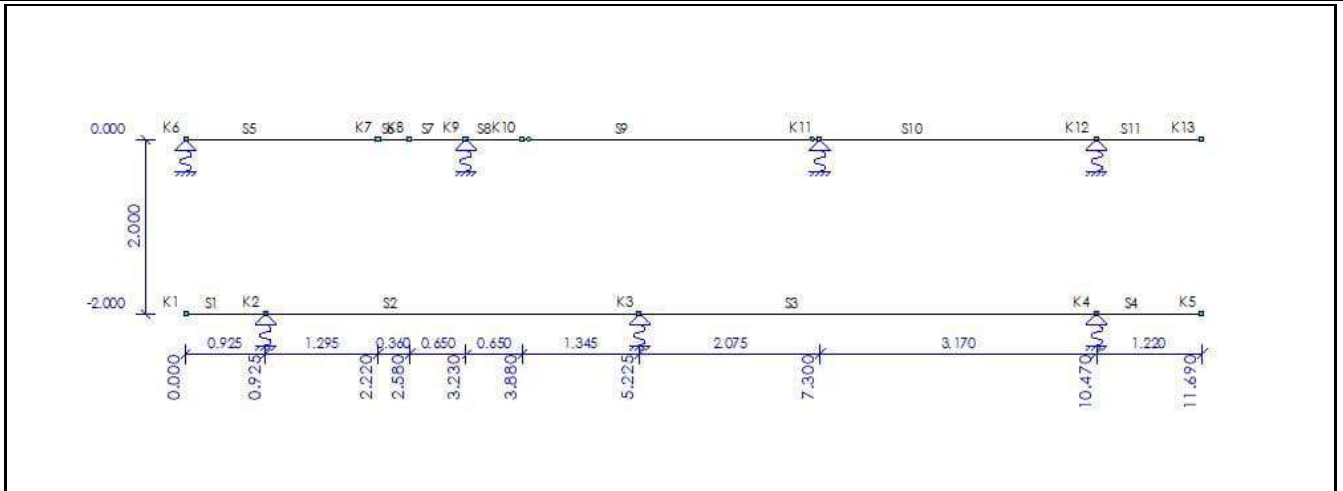 0.000 K6 S5 K7 S6 K8 S7 K9 S8 K10 S9 K11 S10 K12 S11 K13
2.000
-2.000 K1 S1 K2 S2 K3 S3 K4 S4 K5
0.925 1.295 0.360 0.650 0.650 1.345 2.075 3.170 1.220
0.000 0.925 2.220 2.580 3.230 3.880 5.225 7.300 10.470 11.690